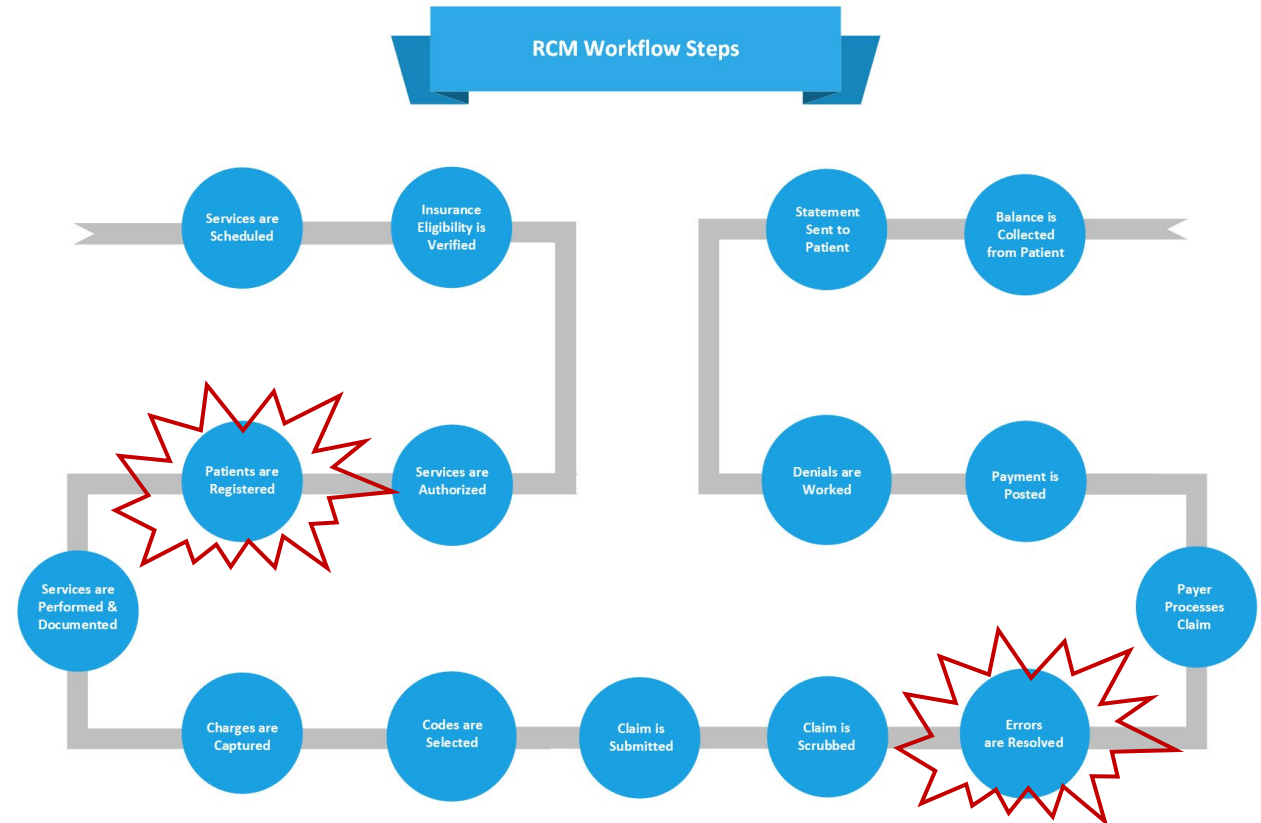 RCM Workflow Steps
Services are
Scheduled
Insurance
Eligibility is
Verified
Services are
Authorized
Patients are
Registered
Services are
Performed &
Documented
Charges are
Captured
Codes are
Selected
Claim is
Submitted
Claim is
Scrubbed
Errors
are Resolved
Payer
Processes
Claim
Payment is
Posted
Denials are
Worked
Statement
Sent to
Patient
Balance is
Collected
from Patient